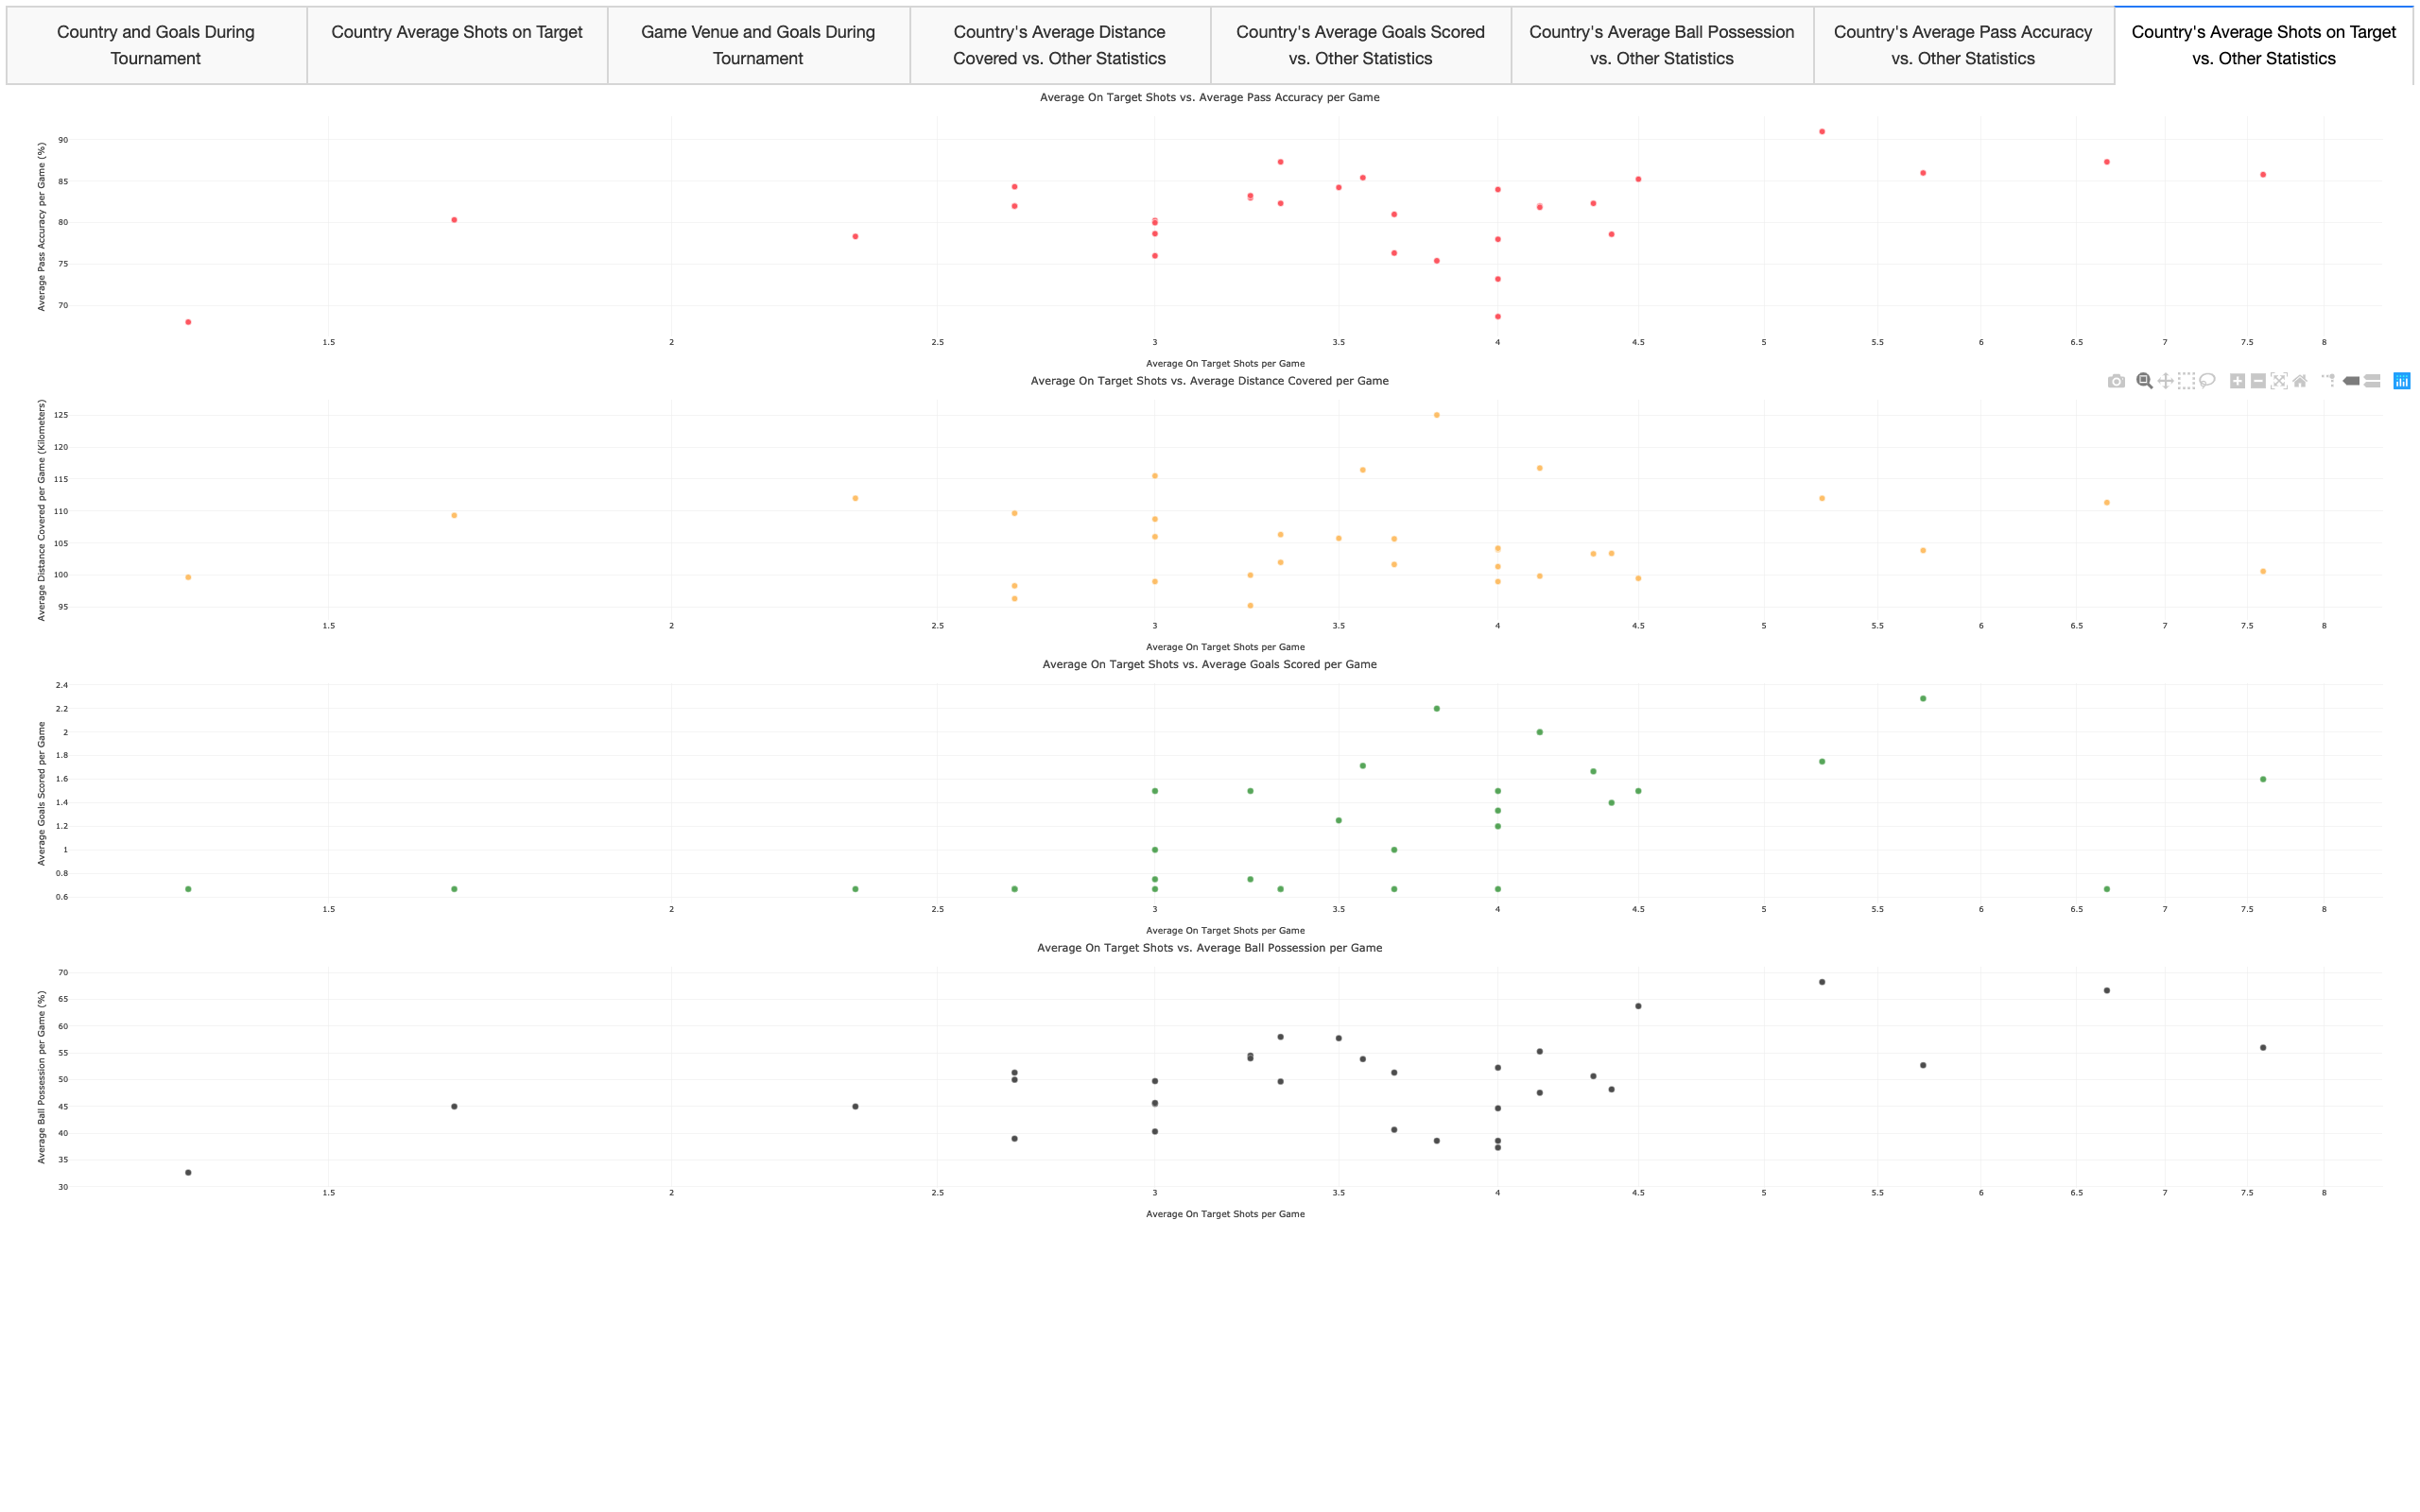 Country and Goals During
Tournament
Country Average Shots on Target
Game Venue and Goals During
Tournament
Country's Average Distance
Covered vs. Other Statistics
Country's Average Goals Scored
vs. Other Statistics
Country's Average Ball Possession
vs. Other Statistics
Country's Average Pass Accuracy
vs. Other Statistics
Country's Average Shots on Target
vs. Other Statistics
Average On Target Shots vs. Average Pass Accuracy per Game
Average Pass Accuracy per Game (%)
90
85
80
75
70
1.5 2 2.5 3 3.5 4 4.5 5 5.5 6 6.5 7 7.5 8
Average On Target Shots per Game
Average On Target Shots vs. Average Distance Covered per Game
Average Distance Covered per Game (Kilometers)
125
120
115
110
105
100
95
1.5 2 2.5 3 3.5 4 4.5 5 5.5 6 6.5 7 7.5 8
Average On Target Shots per Game
Average On Target Shots vs. Average Goals Scored per Game
Average Goals Scored per Game
2.4
2.2
2
1.8
1.6
1.4
1.2
1
0.8
0.6
1.5 2 2.5 3 3.5 4 4.5 5 5.5 6 6.5 7 7.5 8
Average On Target Shots per Game
Average On Target Shots vs. Average Ball Possession per Game
Average Ball Possession per Game (%)
70
65
60
55
50
45
40
35
30
1.5 2 2.5 3 3.5 4 4.5 5 5.5 6 6.5 7 7.5 8
Average On Target Shots per Game